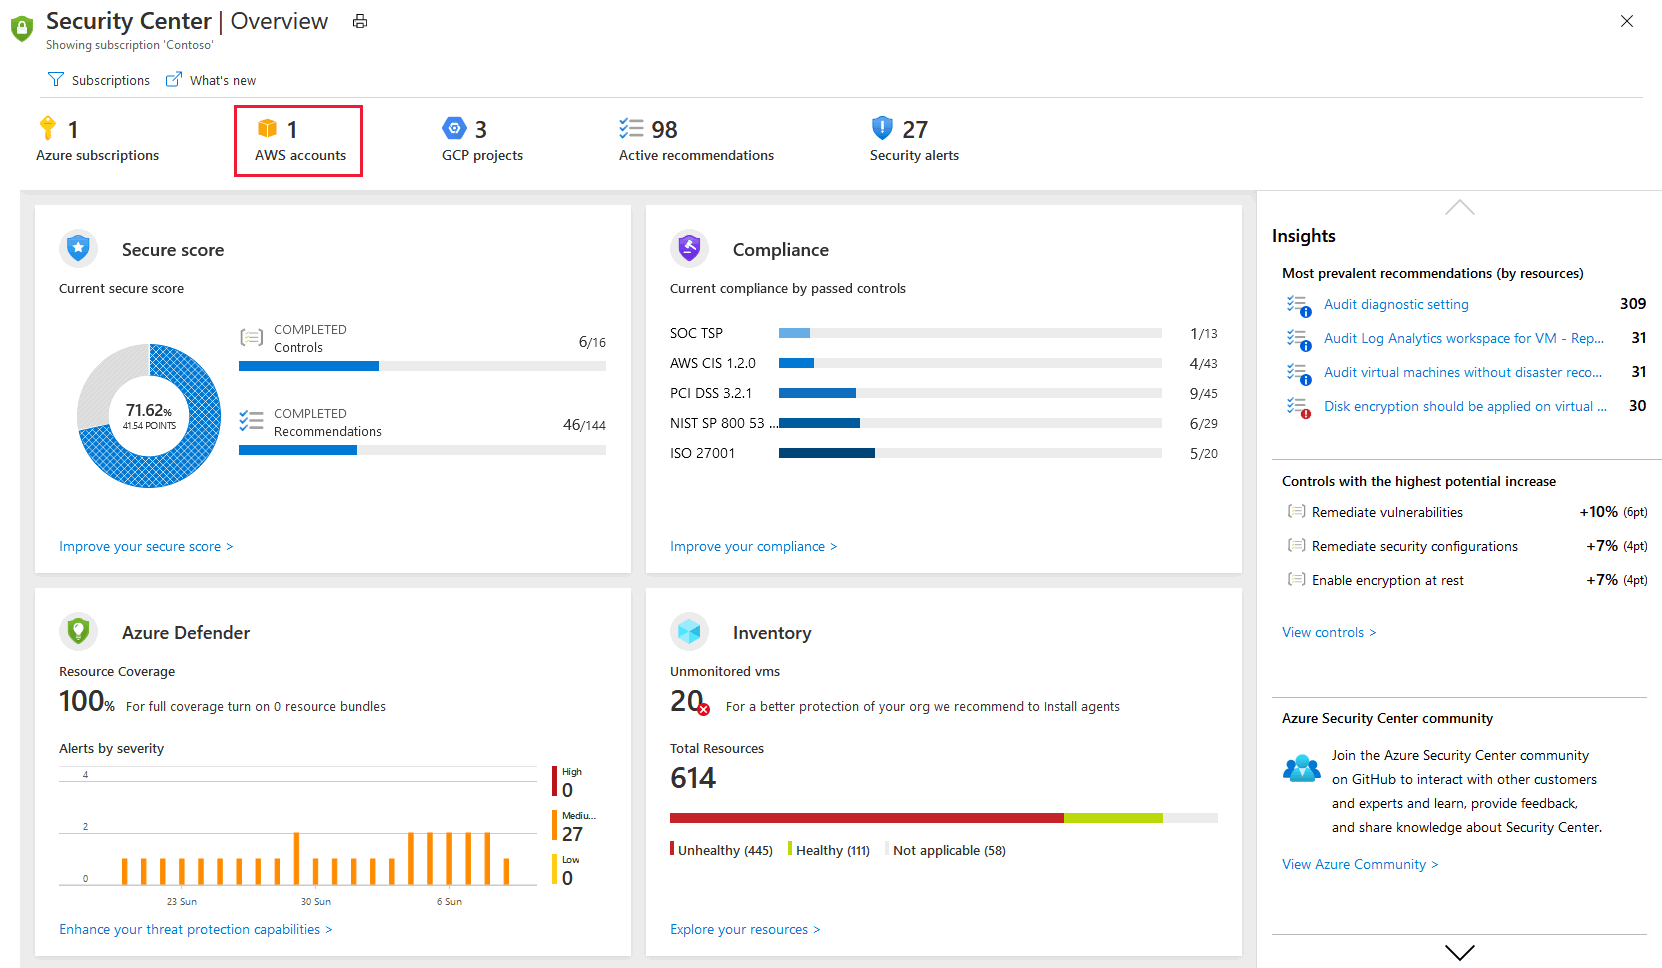 Security Center | Overview
Showing subscription 'Contoso'
Subscriptions
What's new
1
Azure subscriptions
1
AWS accounts
3
GCP projects
98
Active recommendations
27
Security alerts
Secure score
Current secure score
71.62%
41.54 POINTS
COMPLETED
Controls
6/16
COMPLETED
Recommendations
46/144
Improve your secure score >
Compliance
Current compliance by passed controls
SOC TSP 1/13
AWS CIS 1.2.0 4/43
PCI DSS 3.2.1 9/45
NIST SP 800 53 ... 6/29
ISO 27001 5/20
Improve your compliance >
Azure Defender
Resource Coverage
100% For full coverage turn on 0 resource bundles
Alerts by severity
4
2
0
23 Sun
30 Sun
6 Sun
High
0
Mediu...
27
Low
0
Enhance your threat protection capabilities >
Inventory
Unmonitored vms
20 For a better protection of your org we recommend to Install agents
Total Resources
614
Unhealthy (445)
Healthy (111)
Not applicable (58)
Explore your resources >
Insights
Most prevalent recommendations (by resources)
Audit diagnostic setting 309
Audit Log Analytics workspace for VM - Rep... 31
Audit virtual machines without disaster reco... 31
Disk encryption should be applied on virtual ... 30
Controls with the highest potential increase
Remediate vulnerabilities +10% (6pt)
Remediate security configurations +7% (4pt)
Enable encryption at rest +7% (4pt)
View controls >
Azure Security Center community
Join the Azure Security Center community
on GitHub to interact with other customers
and experts and learn, provide feedback,
and share knowledge about Security Center.
View Azure Community >